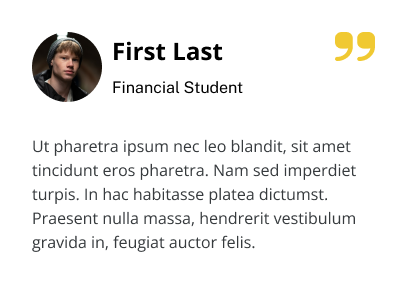 First Last
Financial Student
Ut pharetra ipsum nec leo blandit, sit amet
tincidunt eros pharetra. Nam sed imperdiet
turpis. In hac habitasse platea dictumst.
Praesent nulla massa, hendrerit vestibulum
gravida in, feugiat auctor felis.